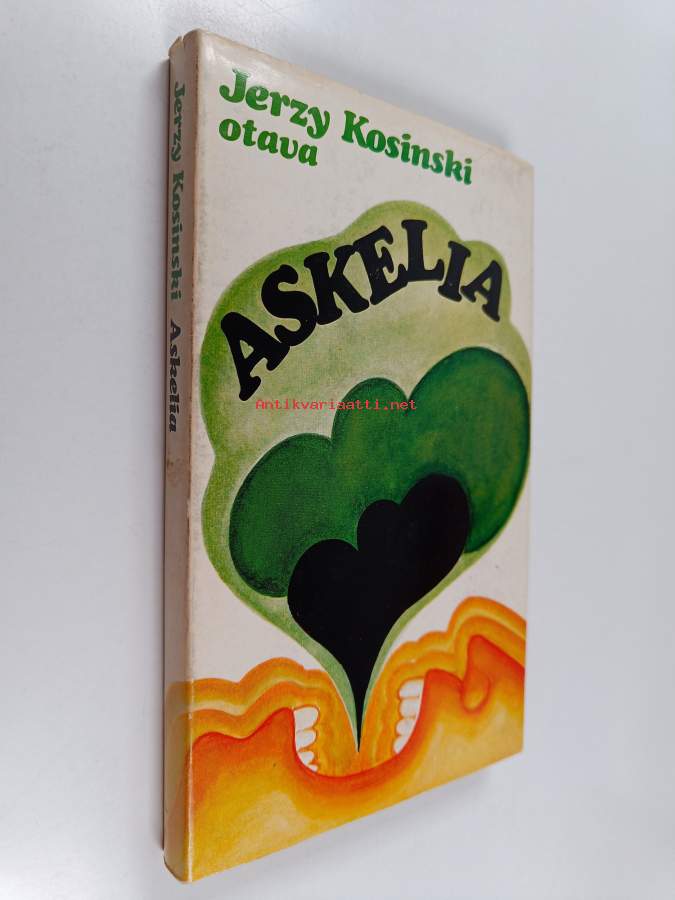 Jerzy Kosinski
otava
ASKELIA
Jerzy Kosinski Askelia
Antikvariaatti.net